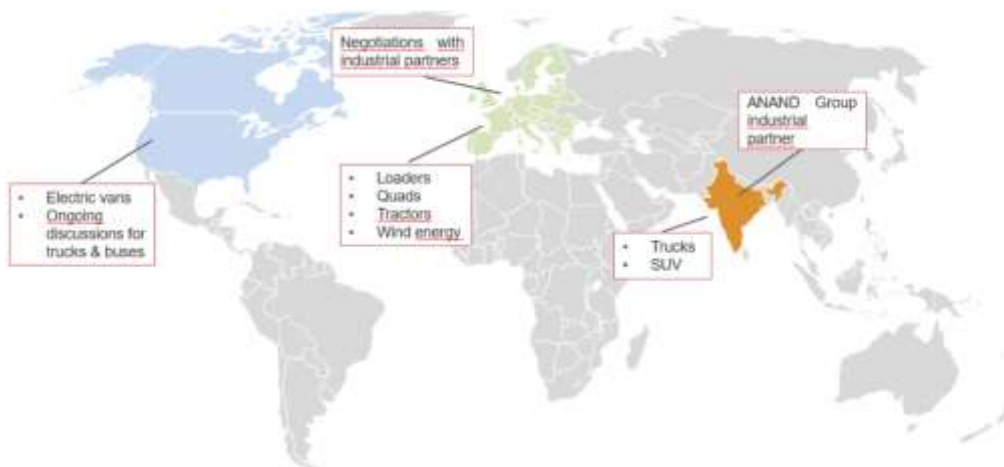 Negotiations with
industrial partners
ANAND Group
industrial
partner
• Electric vans
• Ongoing
discussions for
trucks & buses
• Loaders
• Quads
• Tractors
• Wind energy
• Trucks
• SUV